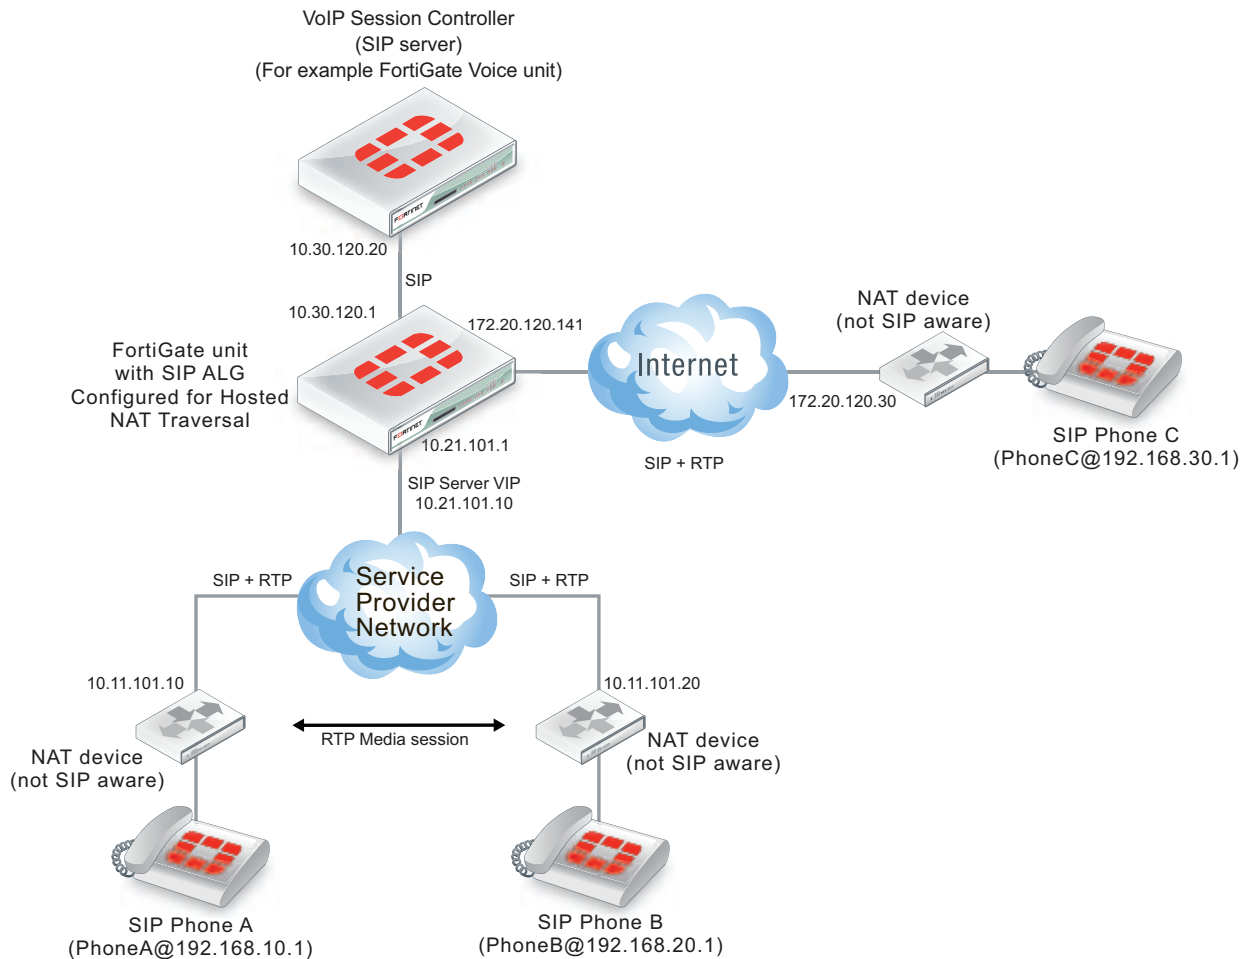 VoIP Session Controller
(SIP server)
(For example FortiGate Voice unit)
FORTINET
10.30.120.20
SIP
10.30.120.1
172.20.120.141
FortiGate unit
with SIP ALG
Configured for Hosted
NAT Traversal
FORTINET
10.21.101.1
Internet
SIP + RTP
NAT device
(not SIP aware)
172.20.120.30
SIP Phone C
(PhoneC@192.168.30.1)
SIP Server VIP
10.21.101.10
SIP + RTP
Service
Provider
Network
SIP + RTP
10.11.101.10
10.11.101.20
RTP Media session
NAT device
(not SIP aware)
NAT device
(not SIP aware)
SIP Phone A
(PhoneA@192.168.10.1)
SIP Phone B
(PhoneB@192.168.20.1)